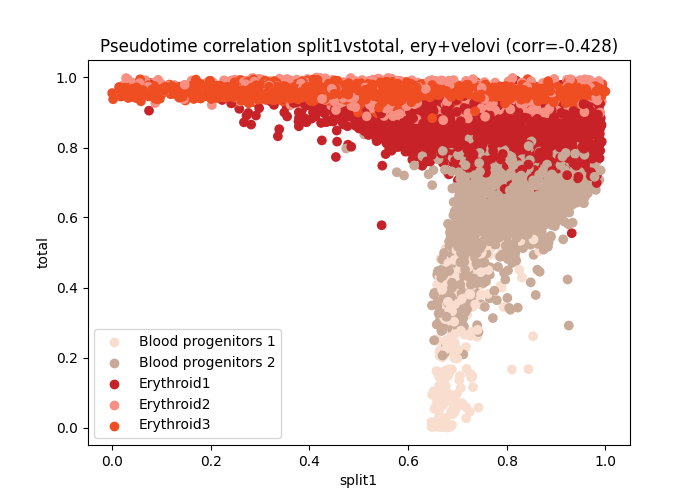 Pseudotime correlation split1vstotal, ery+velovi (corr=-0.428)
1.0
0.8
0.6
0.4
0.2
0.0
total
Blood progenitors 1
Blood progenitors 2
Erythroid1
Erythroid2
Erythroid3
0.0 0.2 0.4 0.6 0.8 1.0
split1